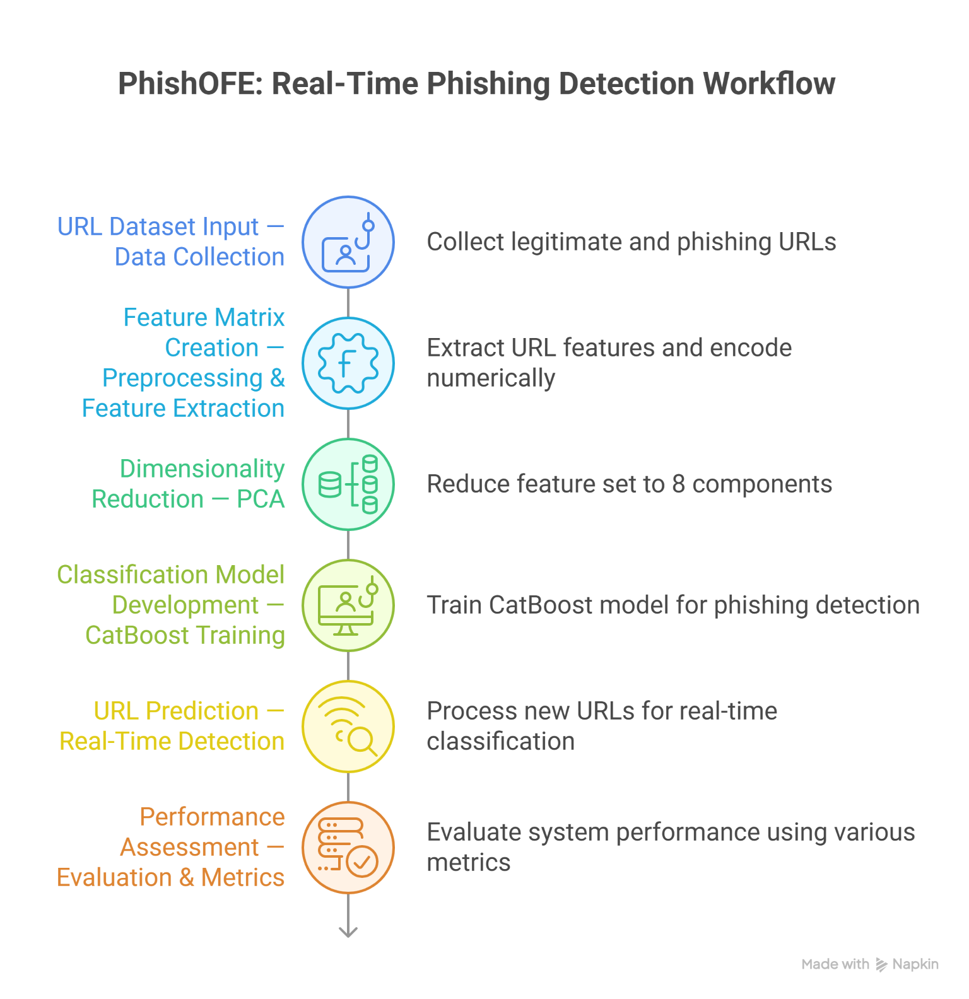 PhishOFE: Real-Time Phishing Detection Workflow
URL Dataset Input —
Data Collection
Collect legitimate and phishing URLs
Feature Matrix
Creation —
Preprocessing &
Feature Extraction
Extract URL features and encode
numerically
Dimensionality
Reduction — PCA
Reduce feature set to 8 components
Classification Model
Development —
CatBoost Training
Train CatBoost model for phishing detection
URL Prediction —
Real-Time Detection
Process new URLs for real-time
classification
Performance
Assessment —
Evaluation & Metrics
Evaluate system performance using various
metrics
Made with Napkin